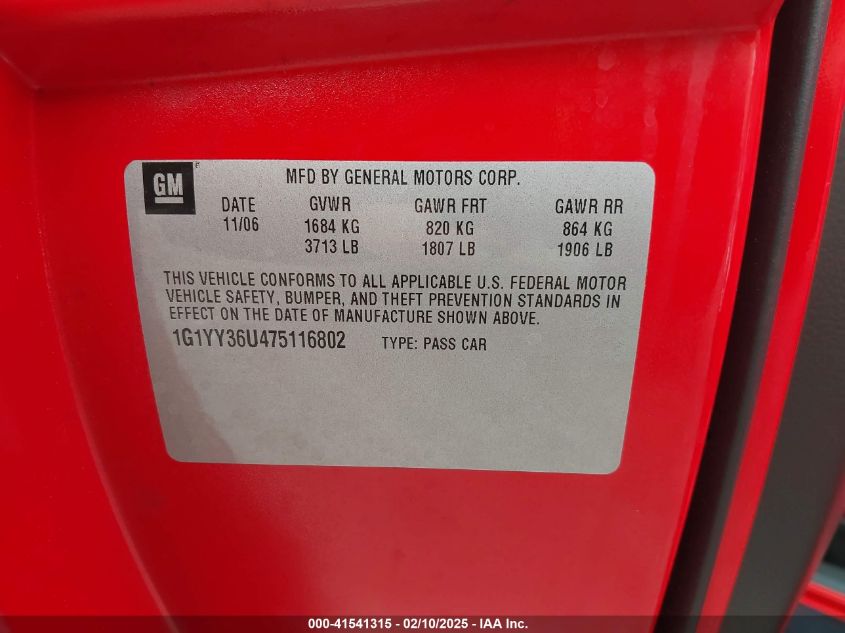 GM
MFD BY GENERAL MOTORS CORP.
DATE GVWR GAWR FRT GAWR RR
11/06 1684 KG 820 KG 864 KG
3713 LB 1807 LB 1906 LB
THIS VEHICLE CONFORMS TO ALL APPLICABLE U.S. FEDERAL MOTOR
VEHICLE SAFETY, BUMPER, AND THEFT PREVENTION STANDARDS IN
EFFECT ON THE DATE OF MANUFACTURE SHOWN ABOVE.
1G1YY36U475116802 TYPE: PASS CAR
000-41541315 - 02/10/2025 - IAA Inc.